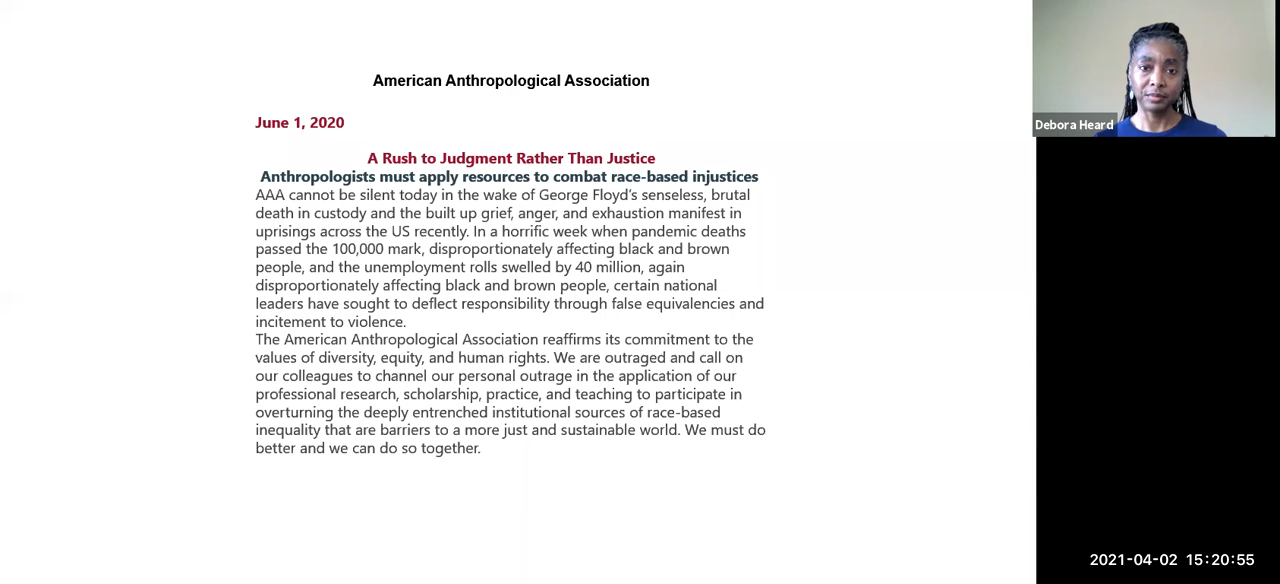 American Anthropological Association
June 1, 2020
A Rush to Judgment Rather Than Justice
Anthropologists must apply resources to combat race-based injustices
AAA cannot be silent today in the wake of George Floyd's senseless, brutal
death in custody and the built up grief, anger, and exhaustion manifest in
uprisings across the US recently. In a horrific week when pandemic deaths
passed the 100,000 mark, disproportionately affecting black and brown
people, and the unemployment rolls swelled by 40 million, again
disproportionately affecting black and brown people, certain national
leaders have sought to deflect responsibility through false equivalencies and
incitement to violence.
The American Anthropological Association reaffirms its commitment to the
values of diversity, equity, and human rights. We are outraged and call on
our colleagues to channel our personal outrage in the application of our
professional research, scholarship, practice, and teaching to participate in
overturning the deeply entrenched institutional sources of race-based
inequality that are barriers to a more just and sustainable world. We must do
better and we can do so together.
Debora Heard
2021-04-02 15:20:55